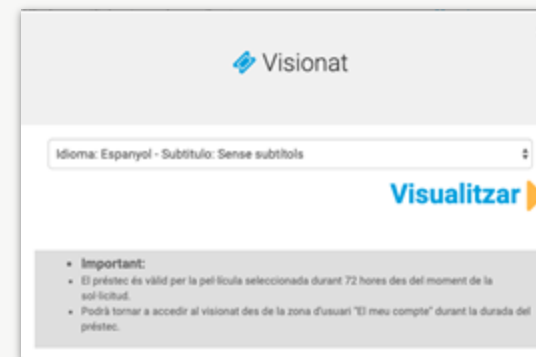 Visionat
Idioma: Espanyol - Subtitulo: Sense subtítols
Visualitzar
Important:
El préstec és vàlid per la pel·lícula seleccionada durant 72 hores des del moment de la
sol·licitud.
Podrà tornar a accedir al visionat des de la zona d'usuari "El meu compte" durant la durada del
préstec.